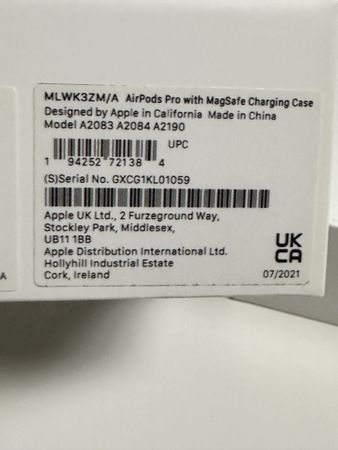 MLWK3ZM/A AirPods Pro with MagSafe Charging Case
Designed by Apple in California Made in China
Model A2083 A2084 A2190
UPC
1 94252 72138 4
(S)Serial No. GXCG1KL01059
Apple UK Ltd., 2 Furzeground Way,
Stockley Park, Middlesex,
UB11 1BB
Apple Distribution International Ltd.
Hollyhill Industrial Estate
Cork, Ireland
UK
CA
07/2021
A